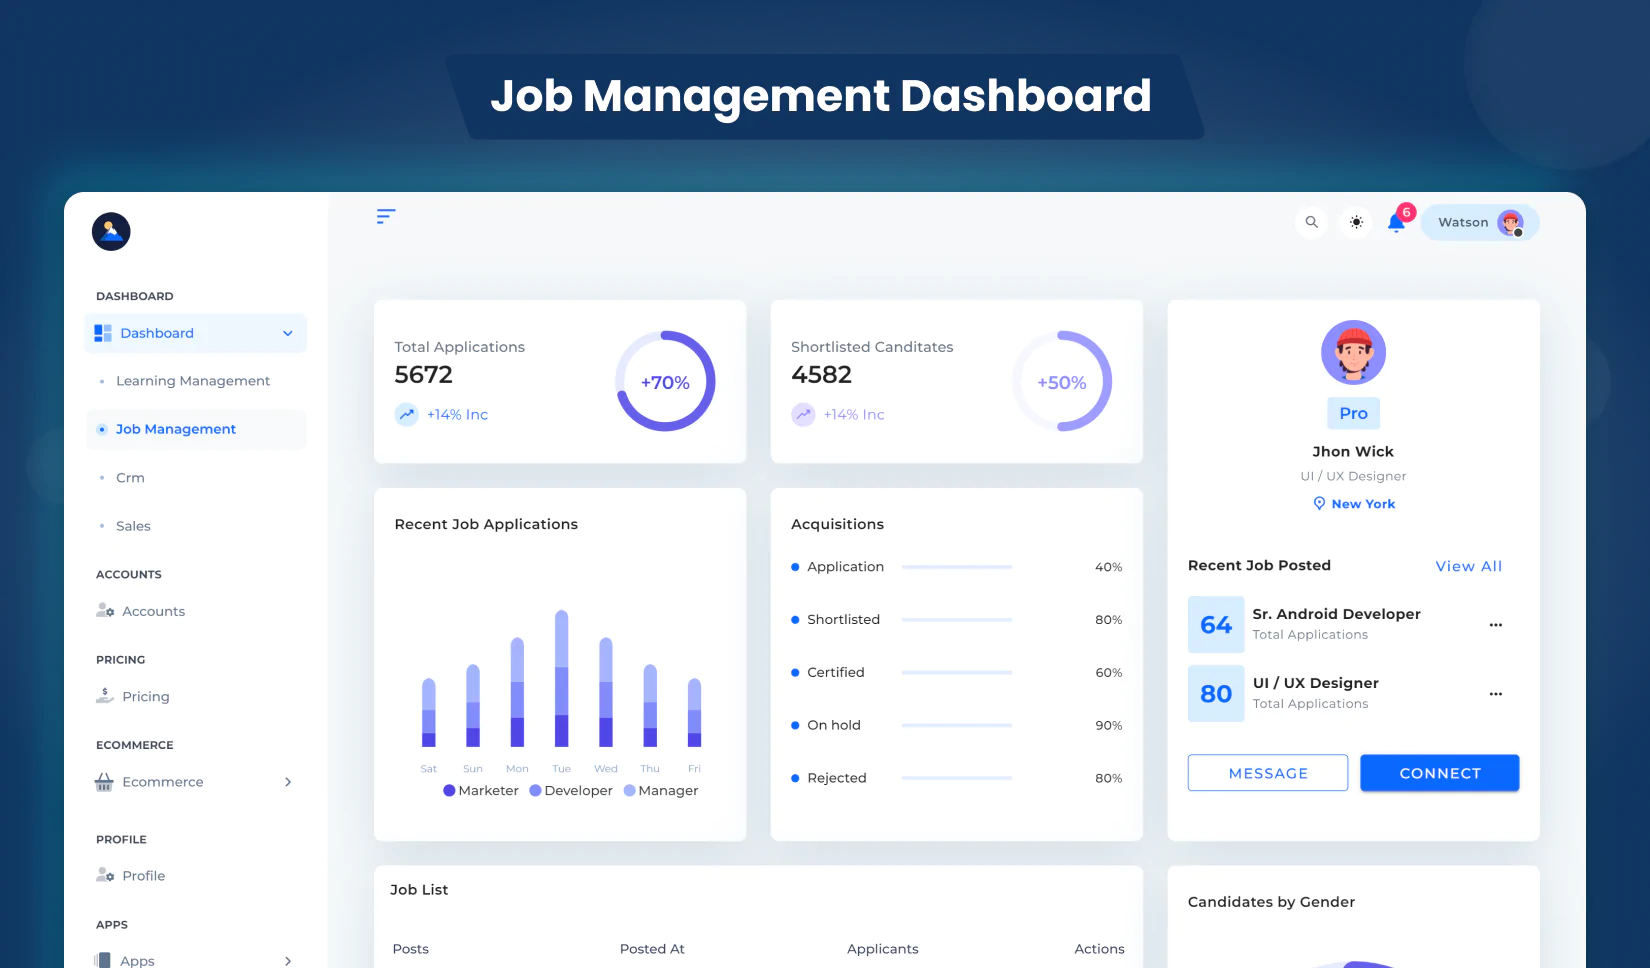 Job Management Dashboard
6
Watson
DASHBOARD
Dashboard
Learning Management
Job Management
Crm
Sales
ACCOUNTS
Accounts
PRICING
Pricing
ECOMMERCE
Ecommerce
PROFILE
Profile
APPS
Apps
Total Applications
5672
+14% Inc
+70%
Shortlisted Canditates
4582
+14% Inc
+50%
Pro
Jhon Wick
UI / UX Designer
New York
Recent Job Applications
Sat Sun Mon Tue Wed Thu Fri
Marketer Developer Manager
Acquisitions
Application 40%
Shortlisted 80%
Certified 60%
On hold 90%
Rejected 80%
Recent Job Posted View All
64
Sr. Android Developer
Total Applications
80
UI / UX Designer
Total Applications
MESSAGE CONNECT
Job List
Posts Posted At Applicants Actions
Candidates by Gender